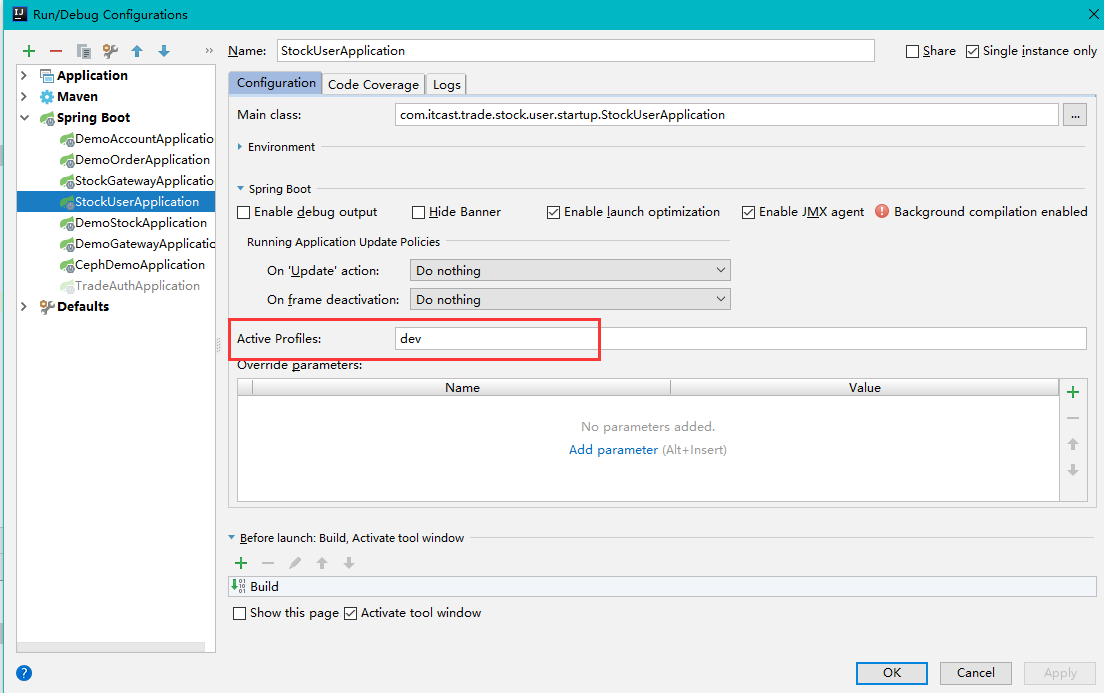 IJ Run/Debug Configurations
Name: StockUserApplication Share Single instance only
Application
Maven
Spring Boot
DemoAccountApplicatio
DemoOrderApplication
StockGatewayApplicatio
StockUserApplication
DemoStockApplication
DemoGatewayApplicatio
CephDemoApplication
TradeAuthApplication
Defaults
Configuration Code Coverage Logs
Main class: com.itcast.trade.stock.user.startup.StockUserApplication ...
Environment
Spring Boot
Enable debug output Hide Banner Enable launch optimization Enable JMX agent Background compilation enabled
Running Application Update Policies
On 'Update' action: Do nothing
On frame deactivation: Do nothing
Active Profiles: dev
Override parameters:
Name Value
No parameters added.
Add parameter (Alt+Insert)
Before launch: Build, Activate tool window
Build
Show this page Activate tool window
? OK Cancel Apply